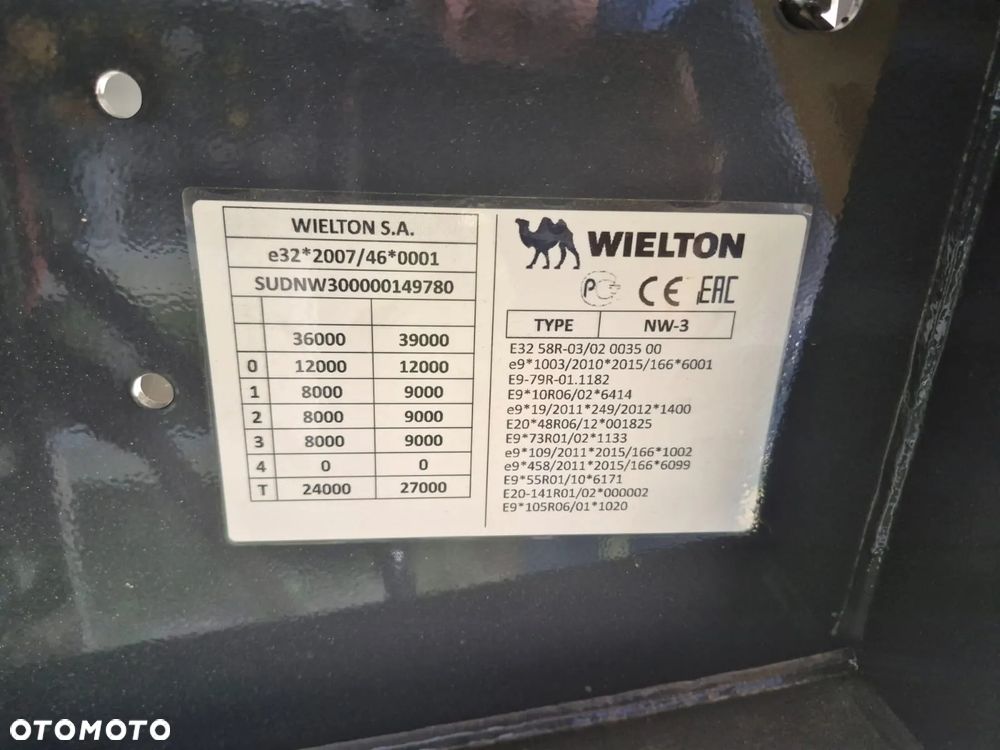 WIELTON S.A.
e32*2007/46*0001
SUDNW300000149780
36000 39000
0 12000 12000
1 8000 9000
2 8000 9000
3 8000 9000
4 0 0
T 24000 27000
WIELTON
CE EAC
TYPE NW-3
E32 58R-03/02 0035 00
e9*1003/2010*2015/166*6001
E9-79R-01.1182
E9*10R06/02*6414
e9*19/2011*249/2012*1400
E20*48R06/12*001825
E9*73R01/02*1133
e9*109/2011*2015/166*1002
e9*458/2011*2015/166*6099
E9*55R01/10*6171
E20-141R01/02*000002
E9*105R06/01*1020
OTOMOTO